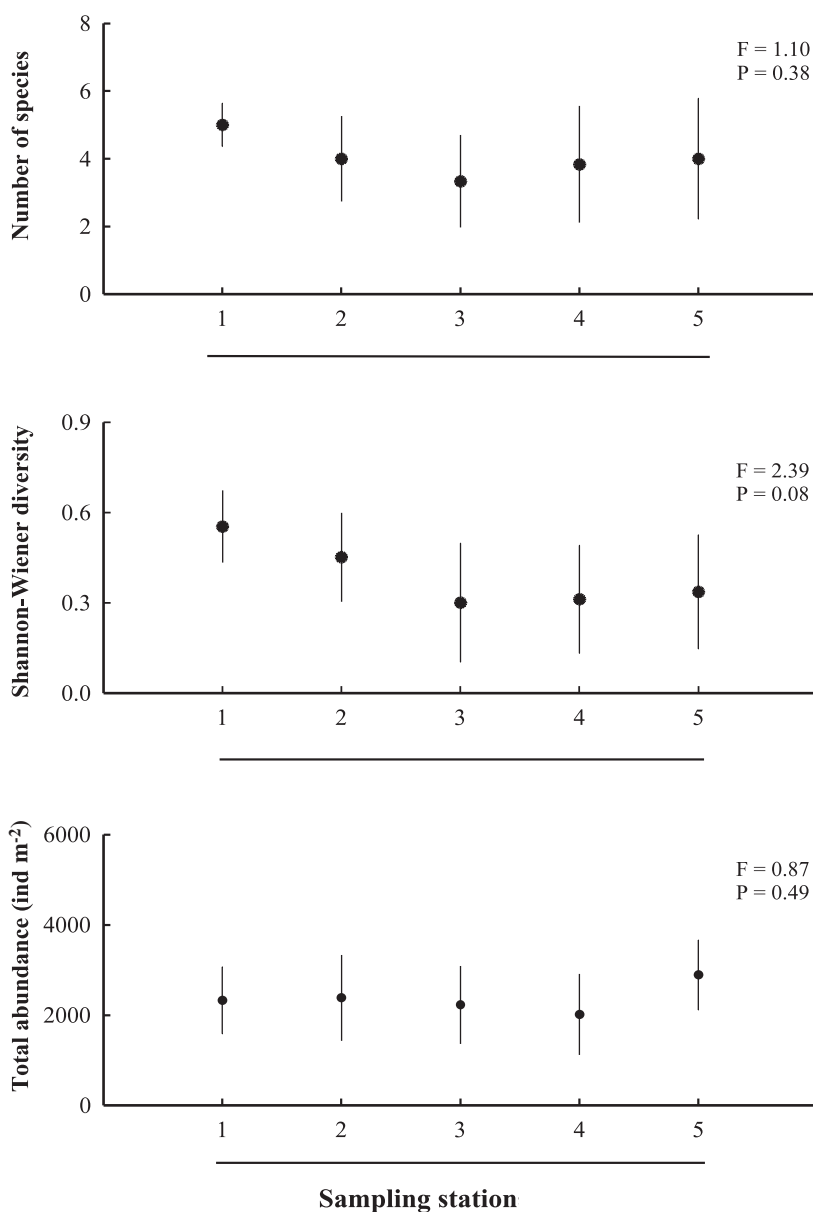 Number of species
8
6
4
2
0
F = 1.10
P = 0.38
1 2 3 4 5
Shannon-Wiener diversity
0.9
0.6
0.3
0.0
F = 2.39
P = 0.08
1 2 3 4 5
Total abundance (ind m⁻²)
6000
4000
2000
0
F = 0.87
P = 0.49
1 2 3 4 5
Sampling station